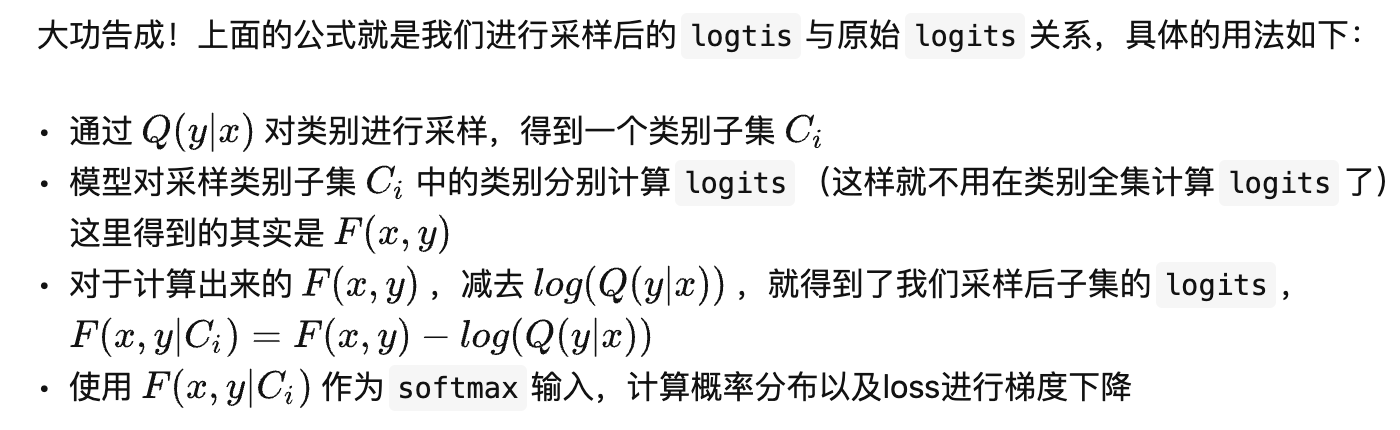 大功告成！上面的公式就是我们进行采样后的 logtis 与原始 logits 关系，具体的用法如下：
• 通过 Q(y|x) 对类别进行采样，得到一个类别子集 C_i
• 模型对采样类别子集 C_i 中的类别分别计算 logits （这样就不用在类别全集计算 logits 了）
这里得到的其实是 F(x, y)
• 对于计算出来的 F(x, y) ，减去 log(Q(y|x)) ，就得到了我们采样后子集的 logits ，
F(x, y|C_i) = F(x, y) − log(Q(y|x))
• 使用 F(x, y|C_i) 作为 softmax 输入，计算概率分布以及loss进行梯度下降